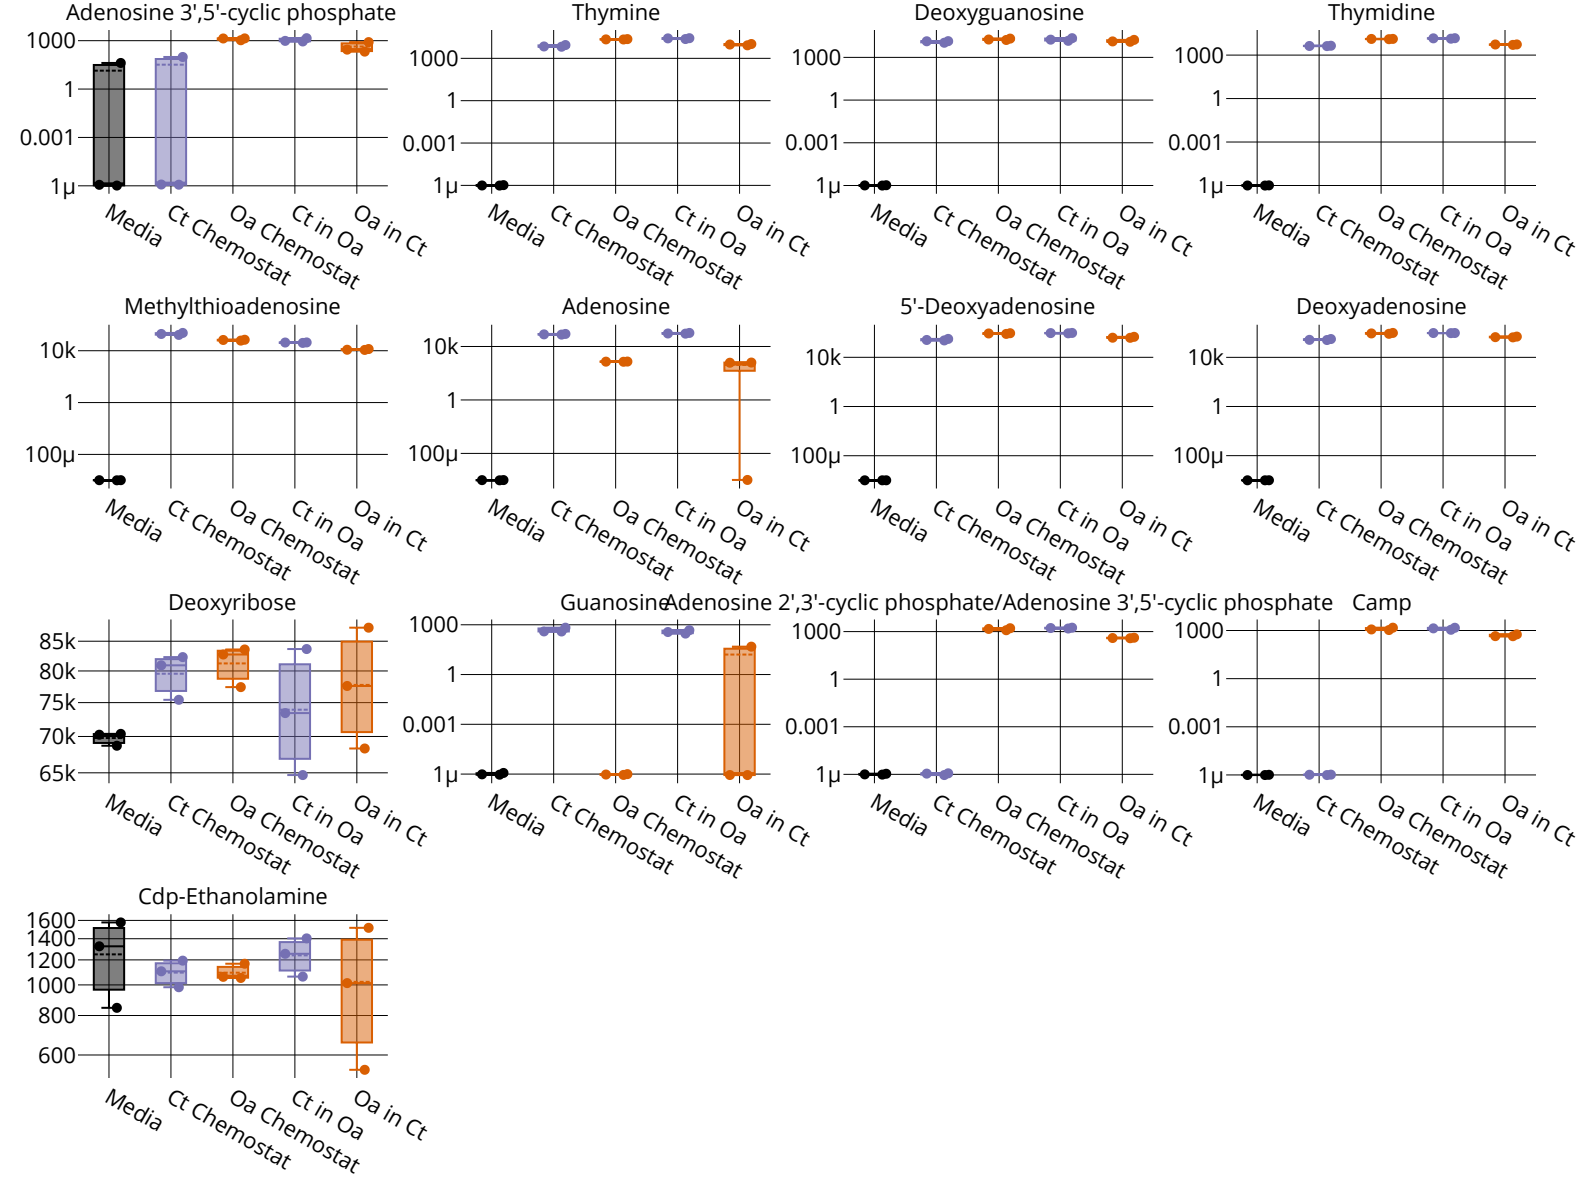 Adenosine 3',5'-cyclic phosphate
1000
1
0.001
1µ
Media
Ct Chemostat
Oa Chemostat
Ct in Oa
Oa in Ct
Thymine
1000
1
0.001
1µ
Media
Ct Chemostat
Oa Chemostat
Ct in Oa
Oa in Ct
Deoxyguanosine
1000
1
0.001
1µ
Media
Ct Chemostat
Oa Chemostat
Ct in Oa
Oa in Ct
Thymidine
1000
1
0.001
1µ
Media
Ct Chemostat
Oa Chemostat
Ct in Oa
Oa in Ct
Methylthioadenosine
10k
1
100µ
Media
Ct Chemostat
Oa Chemostat
Ct in Oa
Oa in Ct
Adenosine
10k
1
100µ
Media
Ct Chemostat
Oa Chemostat
Ct in Oa
Oa in Ct
5'-Deoxyadenosine
10k
1
100µ
Media
Ct Chemostat
Oa Chemostat
Ct in Oa
Oa in Ct
Deoxyadenosine
10k
1
100µ
Media
Ct Chemostat
Oa Chemostat
Ct in Oa
Oa in Ct
Deoxyribose
85k
80k
75k
70k
65k
Media
Ct Chemostat
Oa Chemostat
Ct in Oa
Oa in Ct
Guanosine
1000
1
0.001
1µ
Media
Ct Chemostat
Oa Chemostat
Ct in Oa
Oa in Ct
Adenosine 2',3'-cyclic phosphate/Adenosine 3',5'-cyclic phosphate
1000
1
0.001
1µ
Media
Ct Chemostat
Oa Chemostat
Ct in Oa
Oa in Ct
Camp
1000
1
0.001
1µ
Media
Ct Chemostat
Oa Chemostat
Ct in Oa
Oa in Ct
Cdp-Ethanolamine
1600
1400
1200
1000
800
600
Media
Ct Chemostat
Oa Chemostat
Ct in Oa
Oa in Ct